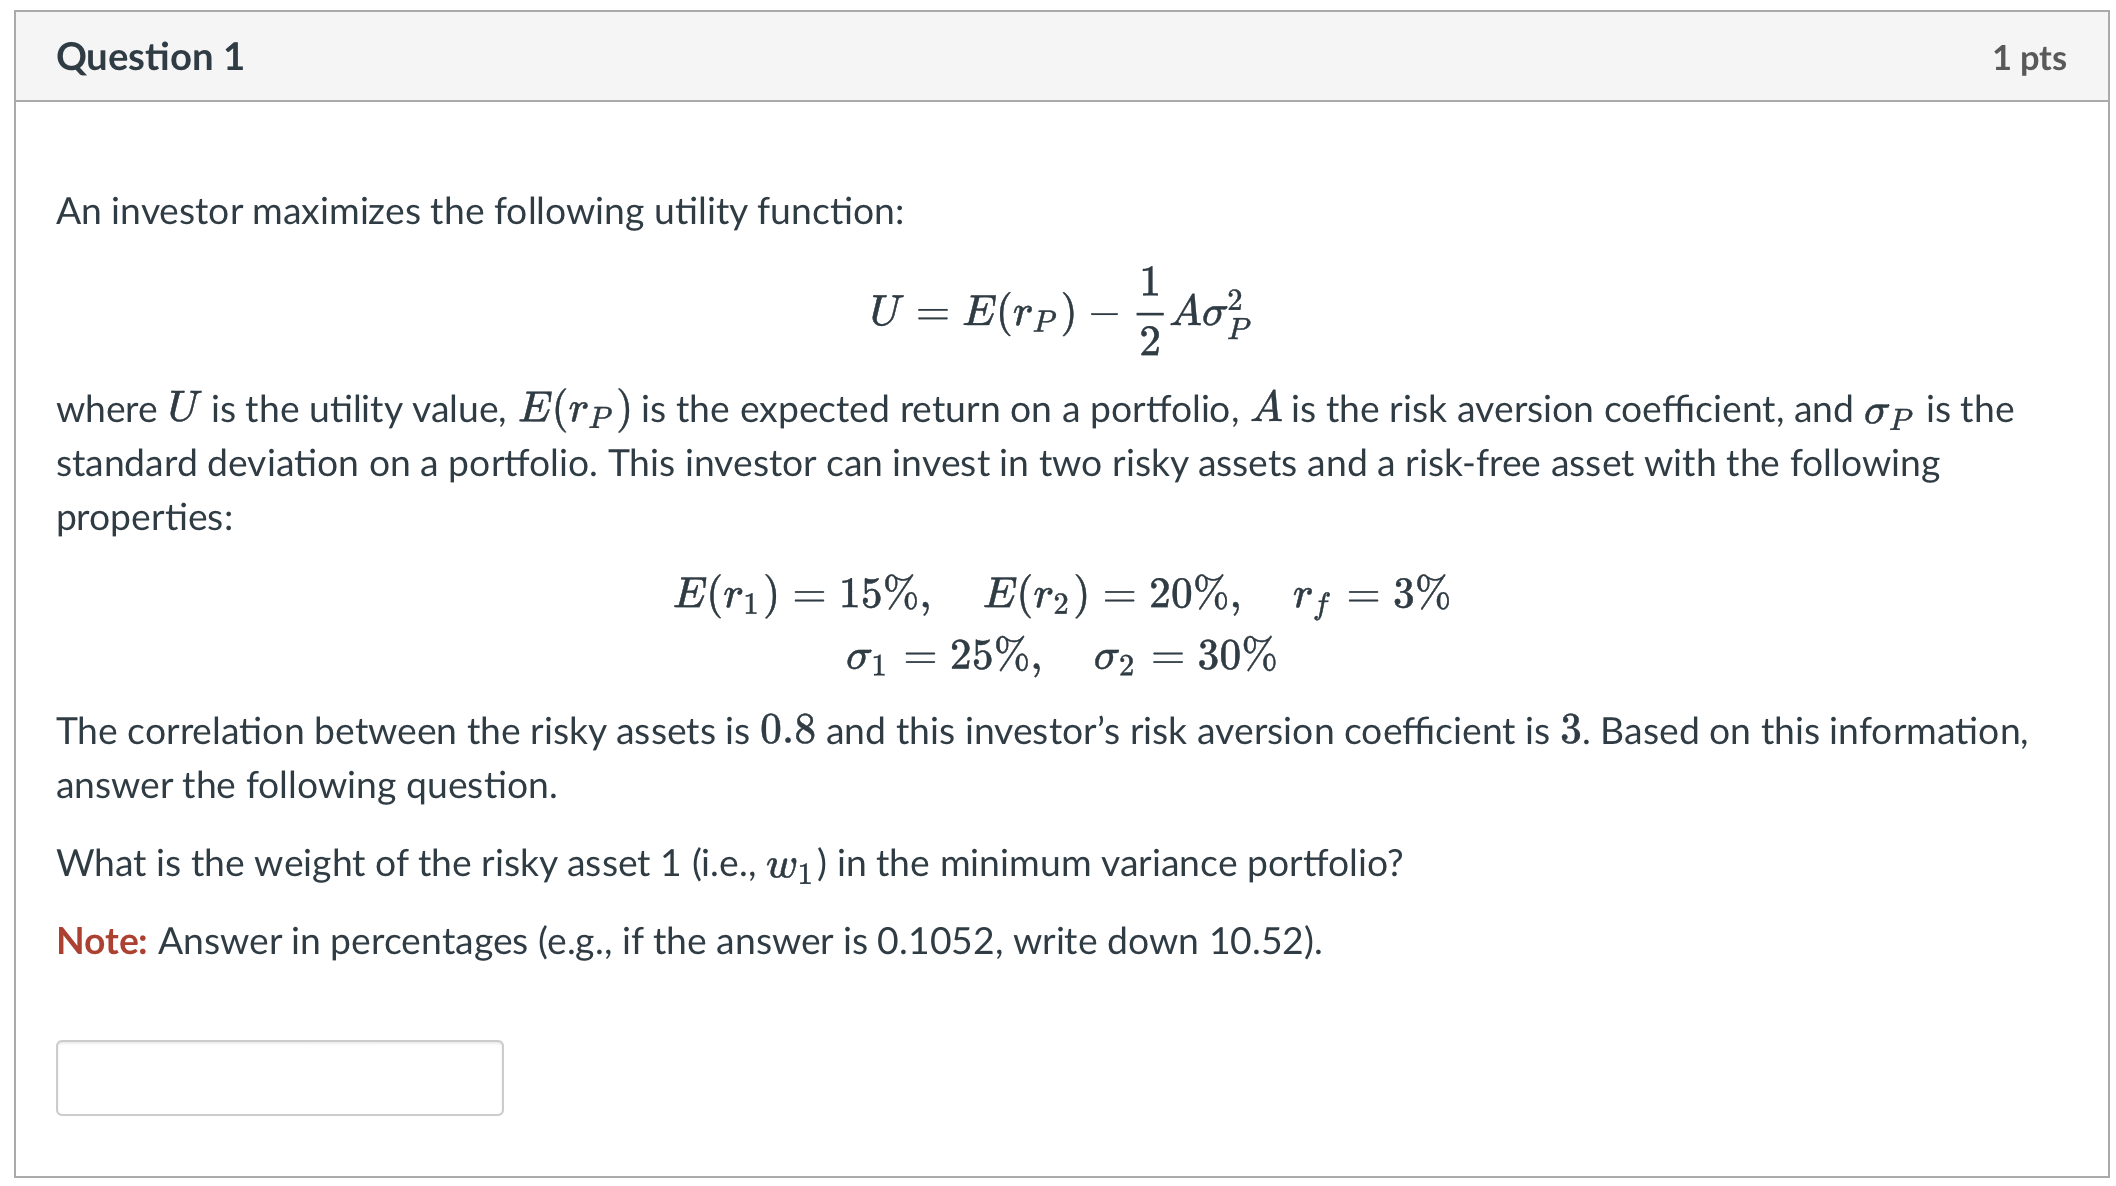 Question 1
1 pts
An investor maximizes the following utility function:
U = E(r_P) − \frac{1}{2} Aσ_P^2
where U is the utility value, E(r_P) is the expected return on a portfolio, A is the risk aversion coefficient, and σ_P is the
standard deviation on a portfolio. This investor can invest in two risky assets and a risk-free asset with the following
properties:
E(r_1) = 15%, E(r_2) = 20%, r_f = 3%
σ_1 = 25%, σ_2 = 30%
The correlation between the risky assets is 0.8 and this investor’s risk aversion coefficient is 3. Based on this information,
answer the following question.
What is the weight of the risky asset 1 (i.e., w_1) in the minimum variance portfolio?
Note: Answer in percentages (e.g., if the answer is 0.1052, write down 10.52).